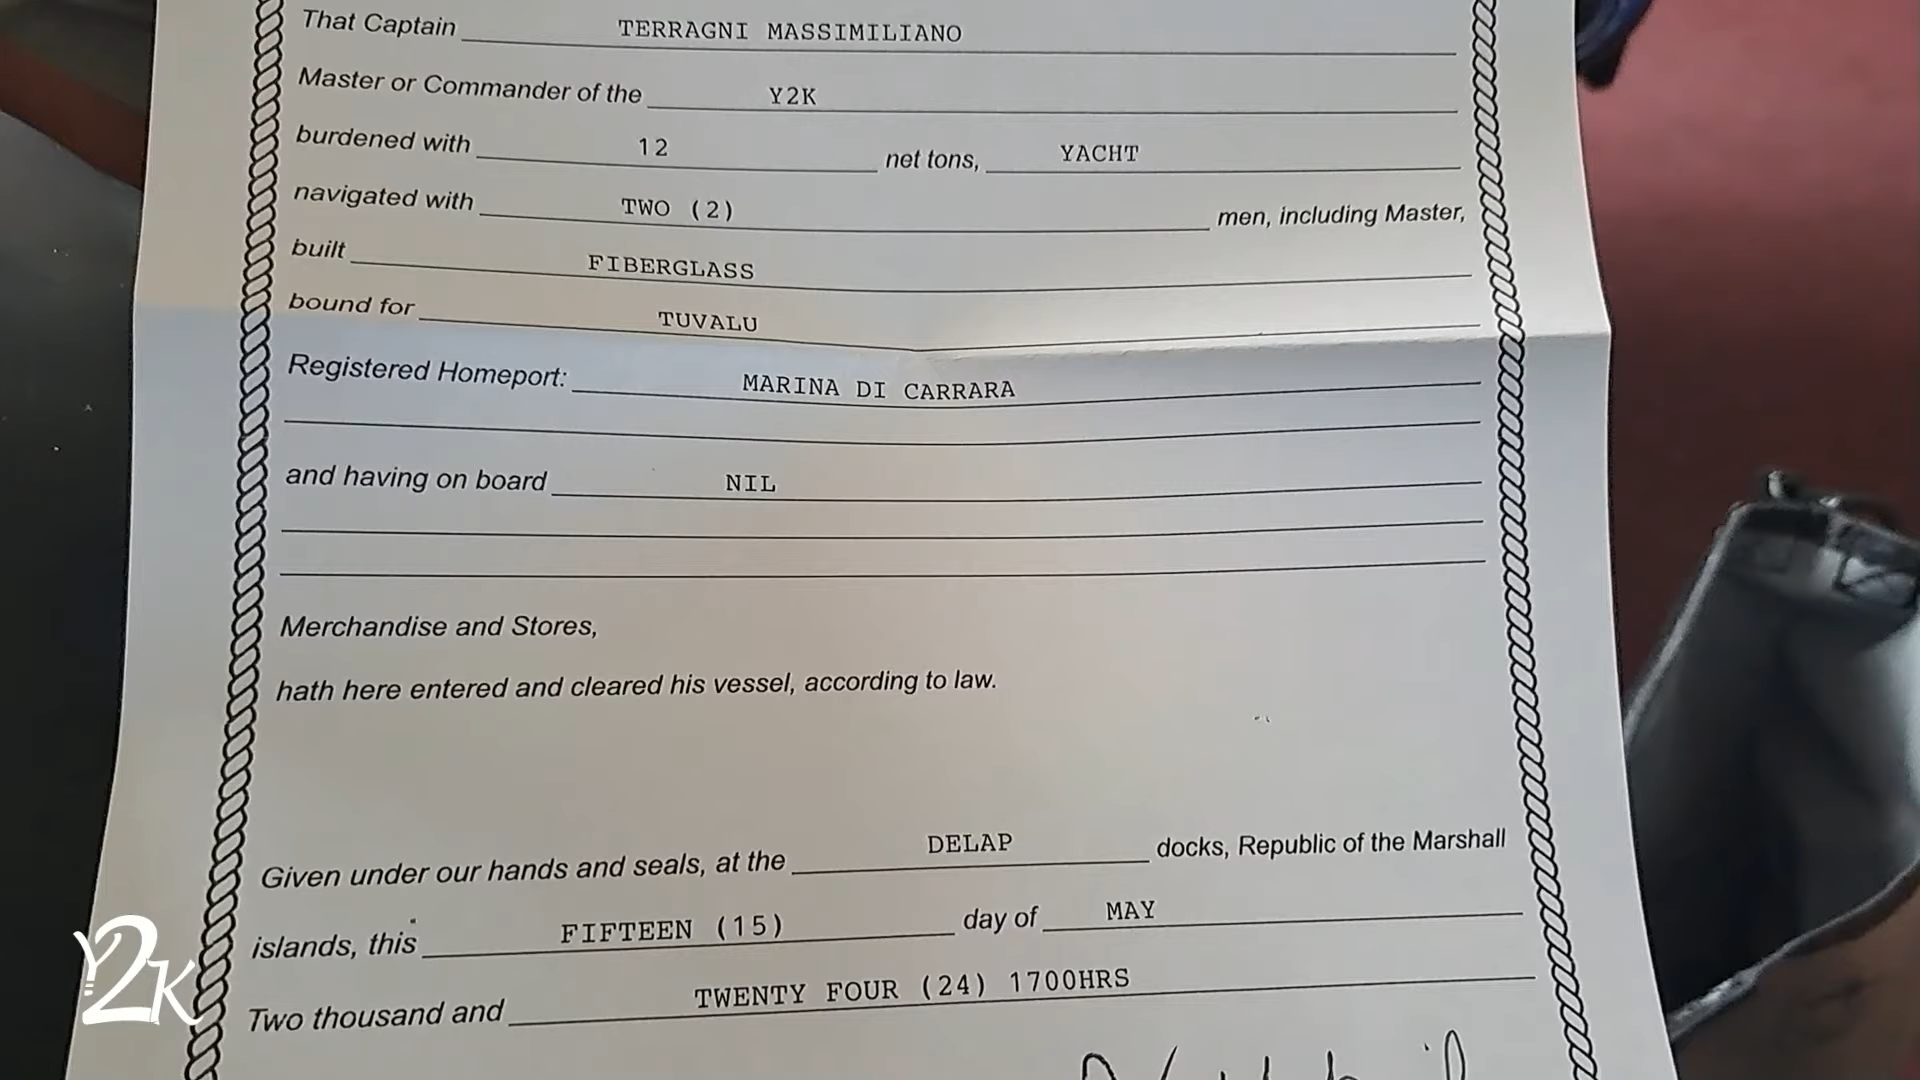 That Captain TERRAGNI MASSIMILIANO
Master or Commander of the Y2K
burdened with 12 net tons, YACHT
navigated with TWO (2) men, including Master,
built FIBERGLASS
bound for TUVALU
Registered Homeport: MARINA DI CARRARA
and having on board NIL
Merchandise and Stores,
hath here entered and cleared his vessel, according to law.
Given under our hands and seals, at the DELAP docks, Republic of the Marshall
islands, this FIFTEEN (15) day of MAY
Two thousand and TWENTY FOUR (24) 1700HRS
Y2K